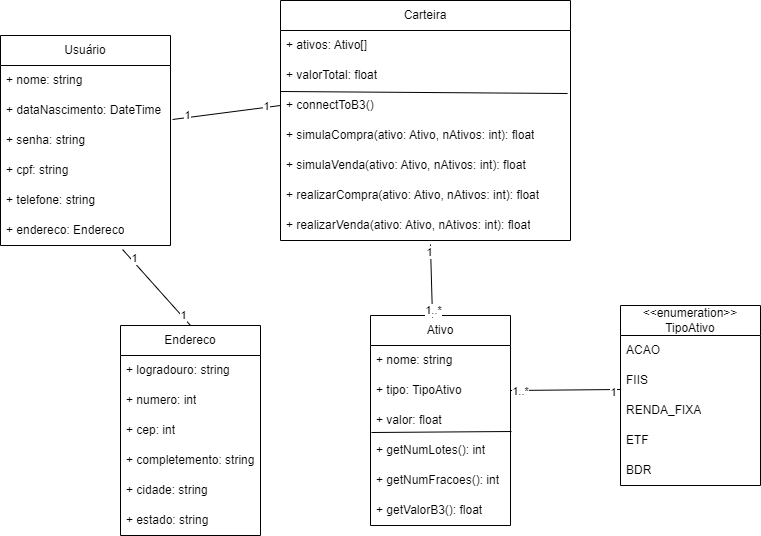 Usuário
+ nome: string
+ dataNascimento: DateTime
+ senha: string
+ cpf: string
+ telefone: string
+ endereco: Endereco
1
1
Carteira
+ ativos: Ativo[]
+ valorTotal: float
+ connectToB3()
+ simulaCompra(ativo: Ativo, nAtivos: int): float
+ simulaVenda(ativo: Ativo, nAtivos: int): float
+ realizarCompra(ativo: Ativo, nAtivos: int): float
+ realizarVenda(ativo: Ativo, nAtivos: int): float
1
1
Endereco
+ logradouro: string
+ numero: int
+ cep: int
+ completemento: string
+ cidade: string
+ estado: string
1
1..*
Ativo
+ nome: string
+ tipo: TipoAtivo
+ valor: float
+ getNumLotes(): int
+ getNumFracoes(): int
+ getValorB3(): float
1..*
1
<<enumeration>>
TipoAtivo
ACAO
FIIS
RENDA_FIXA
ETF
BDR